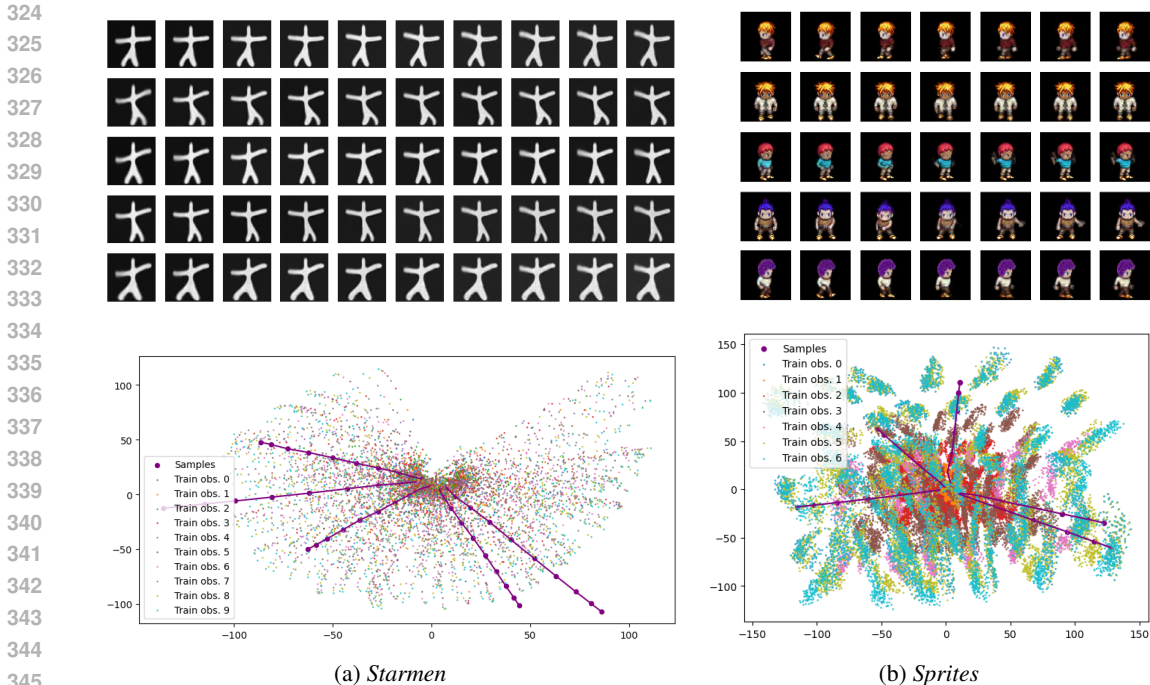 324
325
326
327
328
329
330
331
332
333
334
335
336
337
338
339
340
341
342
343
344
345
100
50
0
−50
−100
−100
−50
0
50
100
Samples
Train obs. 0
Train obs. 1
Train obs. 2
Train obs. 3
Train obs. 4
Train obs. 5
Train obs. 6
Train obs. 7
Train obs. 8
Train obs. 9
(a) Starmen
150
100
50
0
−50
−100
−150
−100
−50
0
50
100
150
Samples
Train obs. 0
Train obs. 1
Train obs. 2
Train obs. 3
Train obs. 4
Train obs. 5
Train obs. 6
(b) Sprites